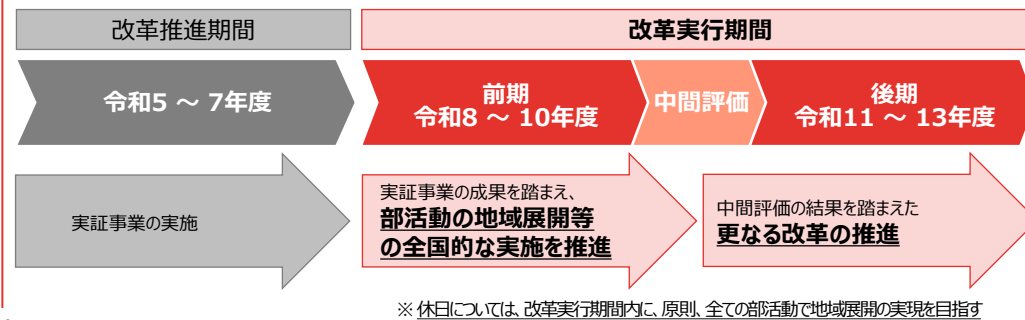 改革推進期間
改革実行期間
令和5 ～ 7年度
前期
令和8 ～ 10年度
中間評価
後期
令和11 ～ 13年度
実証事業の実施
実証事業の成果を踏まえ、
部活動の地域展開等
の全国的な実施を推進
中間評価の結果を踏まえた
更なる改革の推進
※ 休日については、改革実行期間内に、原則、全ての部活動で地域展開の実現を目指す